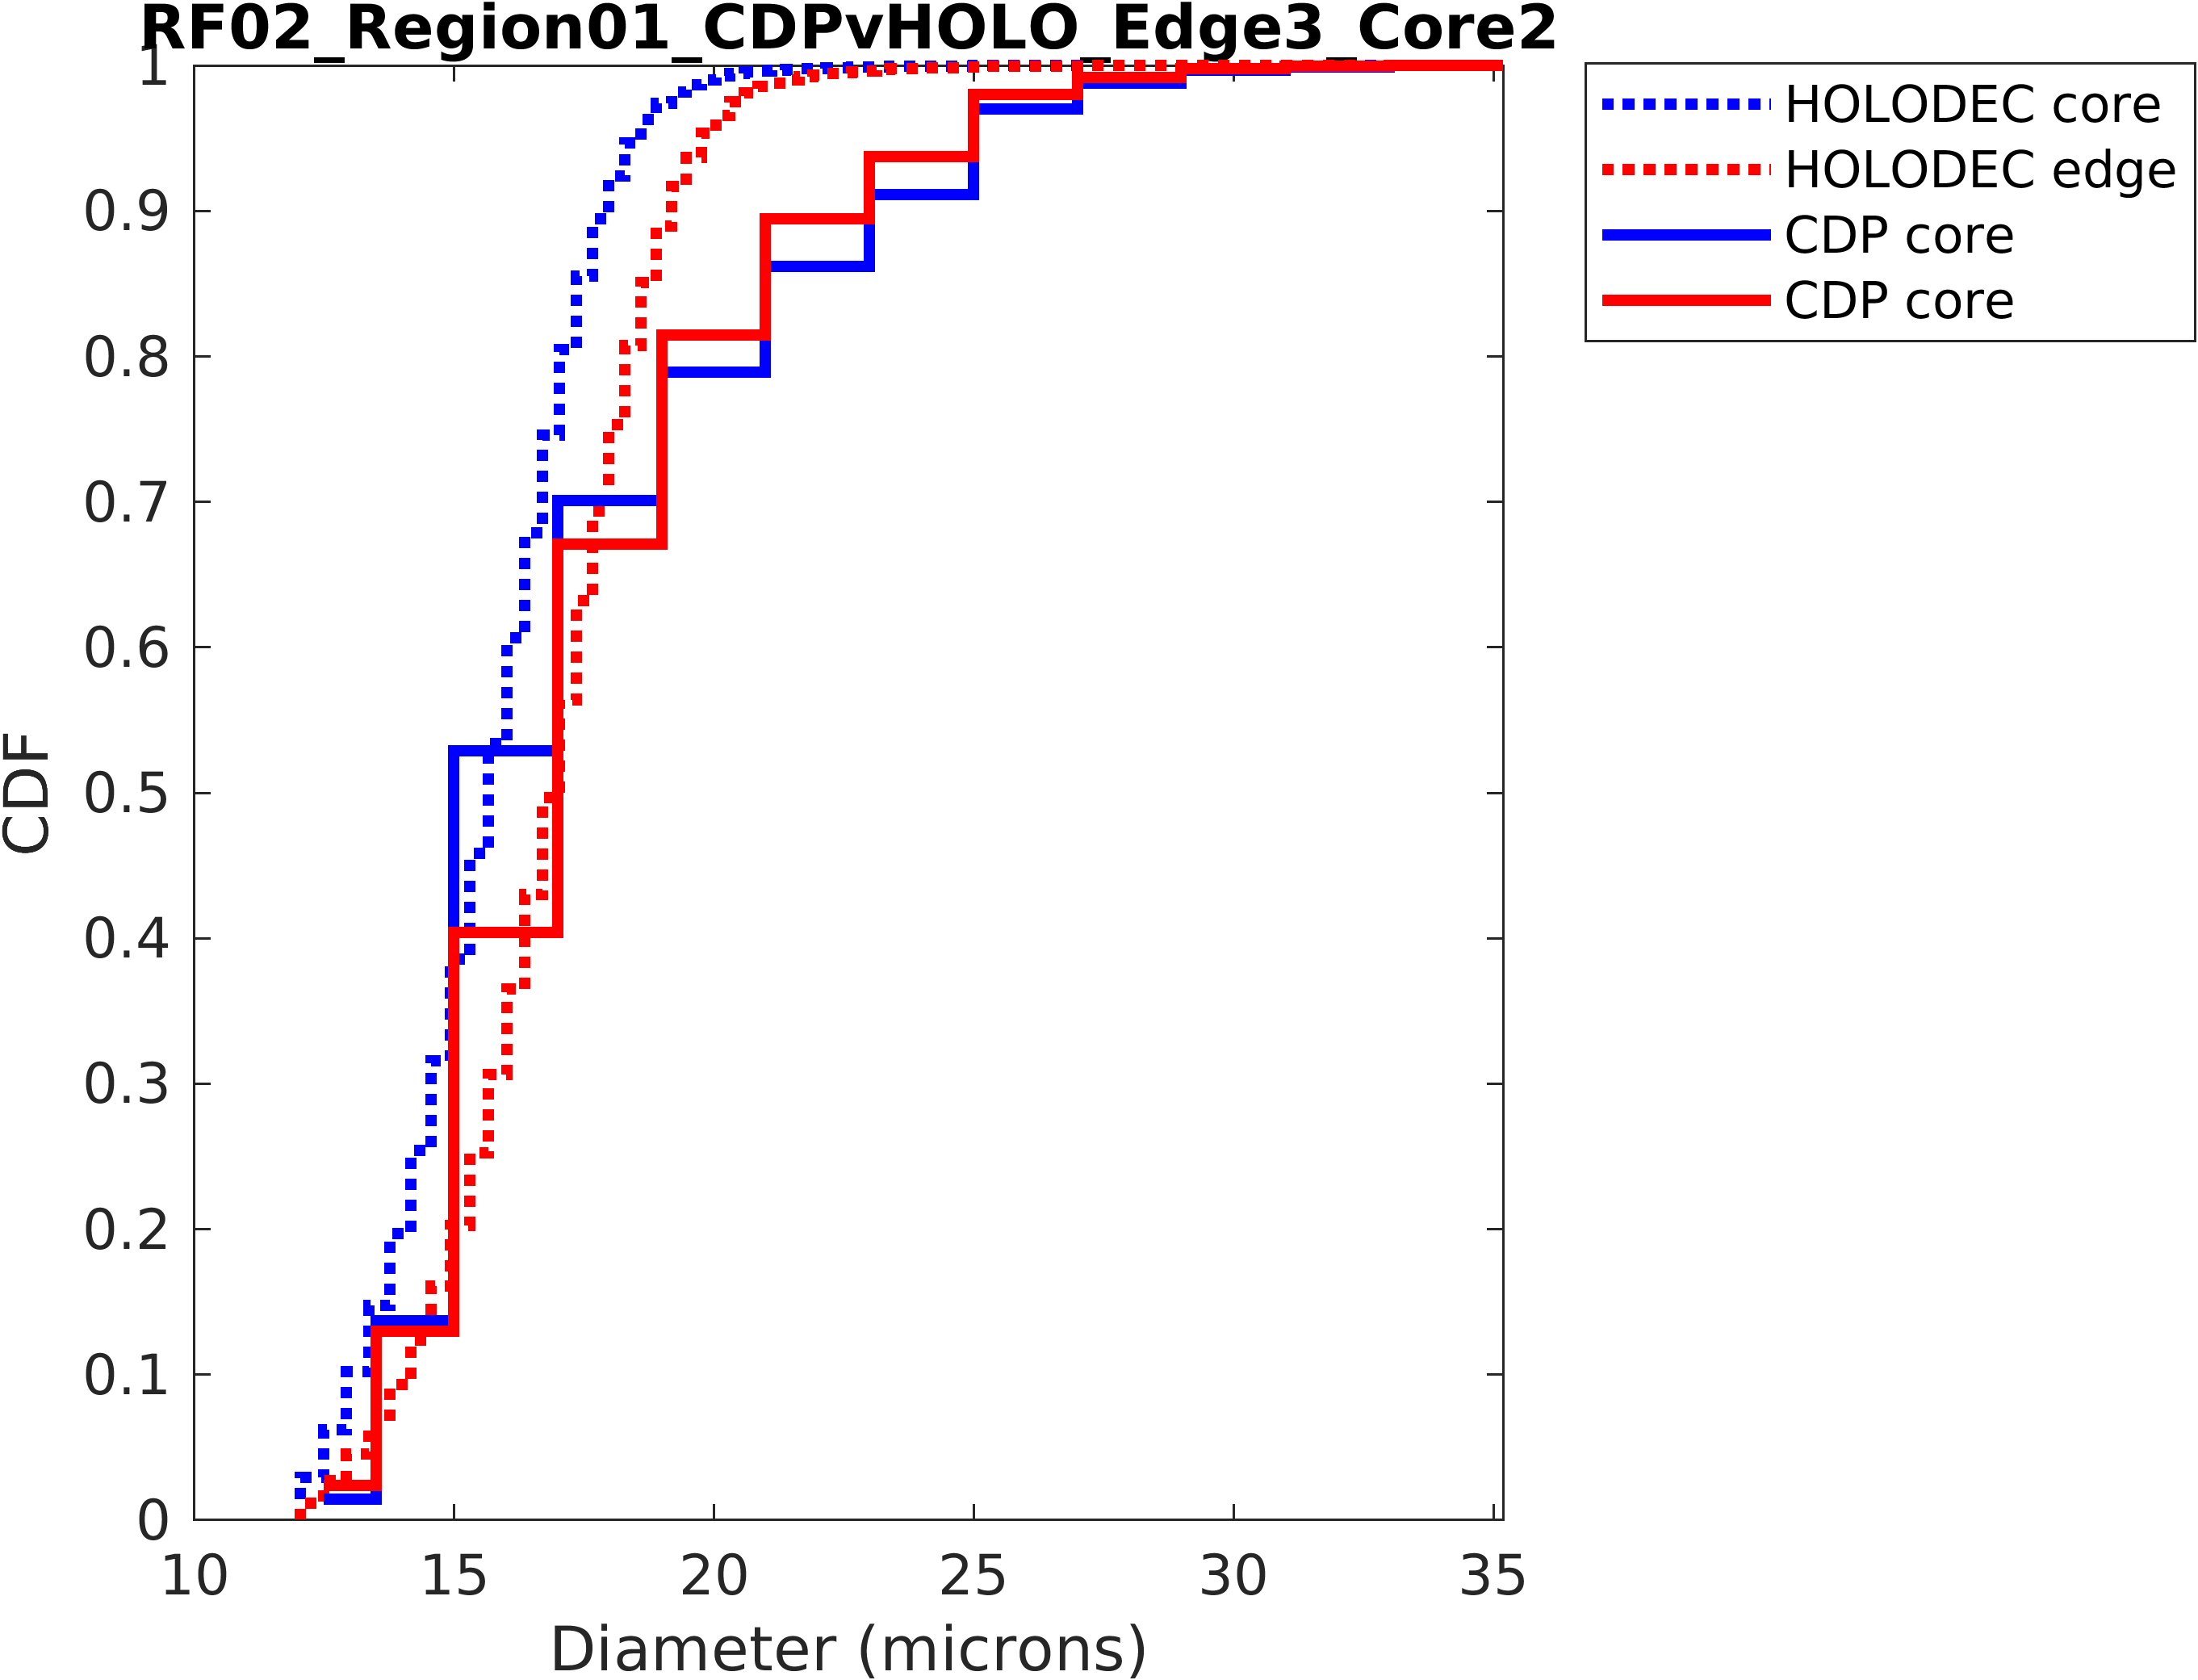 RF02_Region01_CDPvHOLO_Edge3_Core2
1
0.9
0.8
0.7
0.6
0.5
0.4
0.3
0.2
0.1
0
CDF
10 15 20 25 30 35
Diameter (microns)
HOLODEC core
HOLODEC edge
CDP core
CDP core